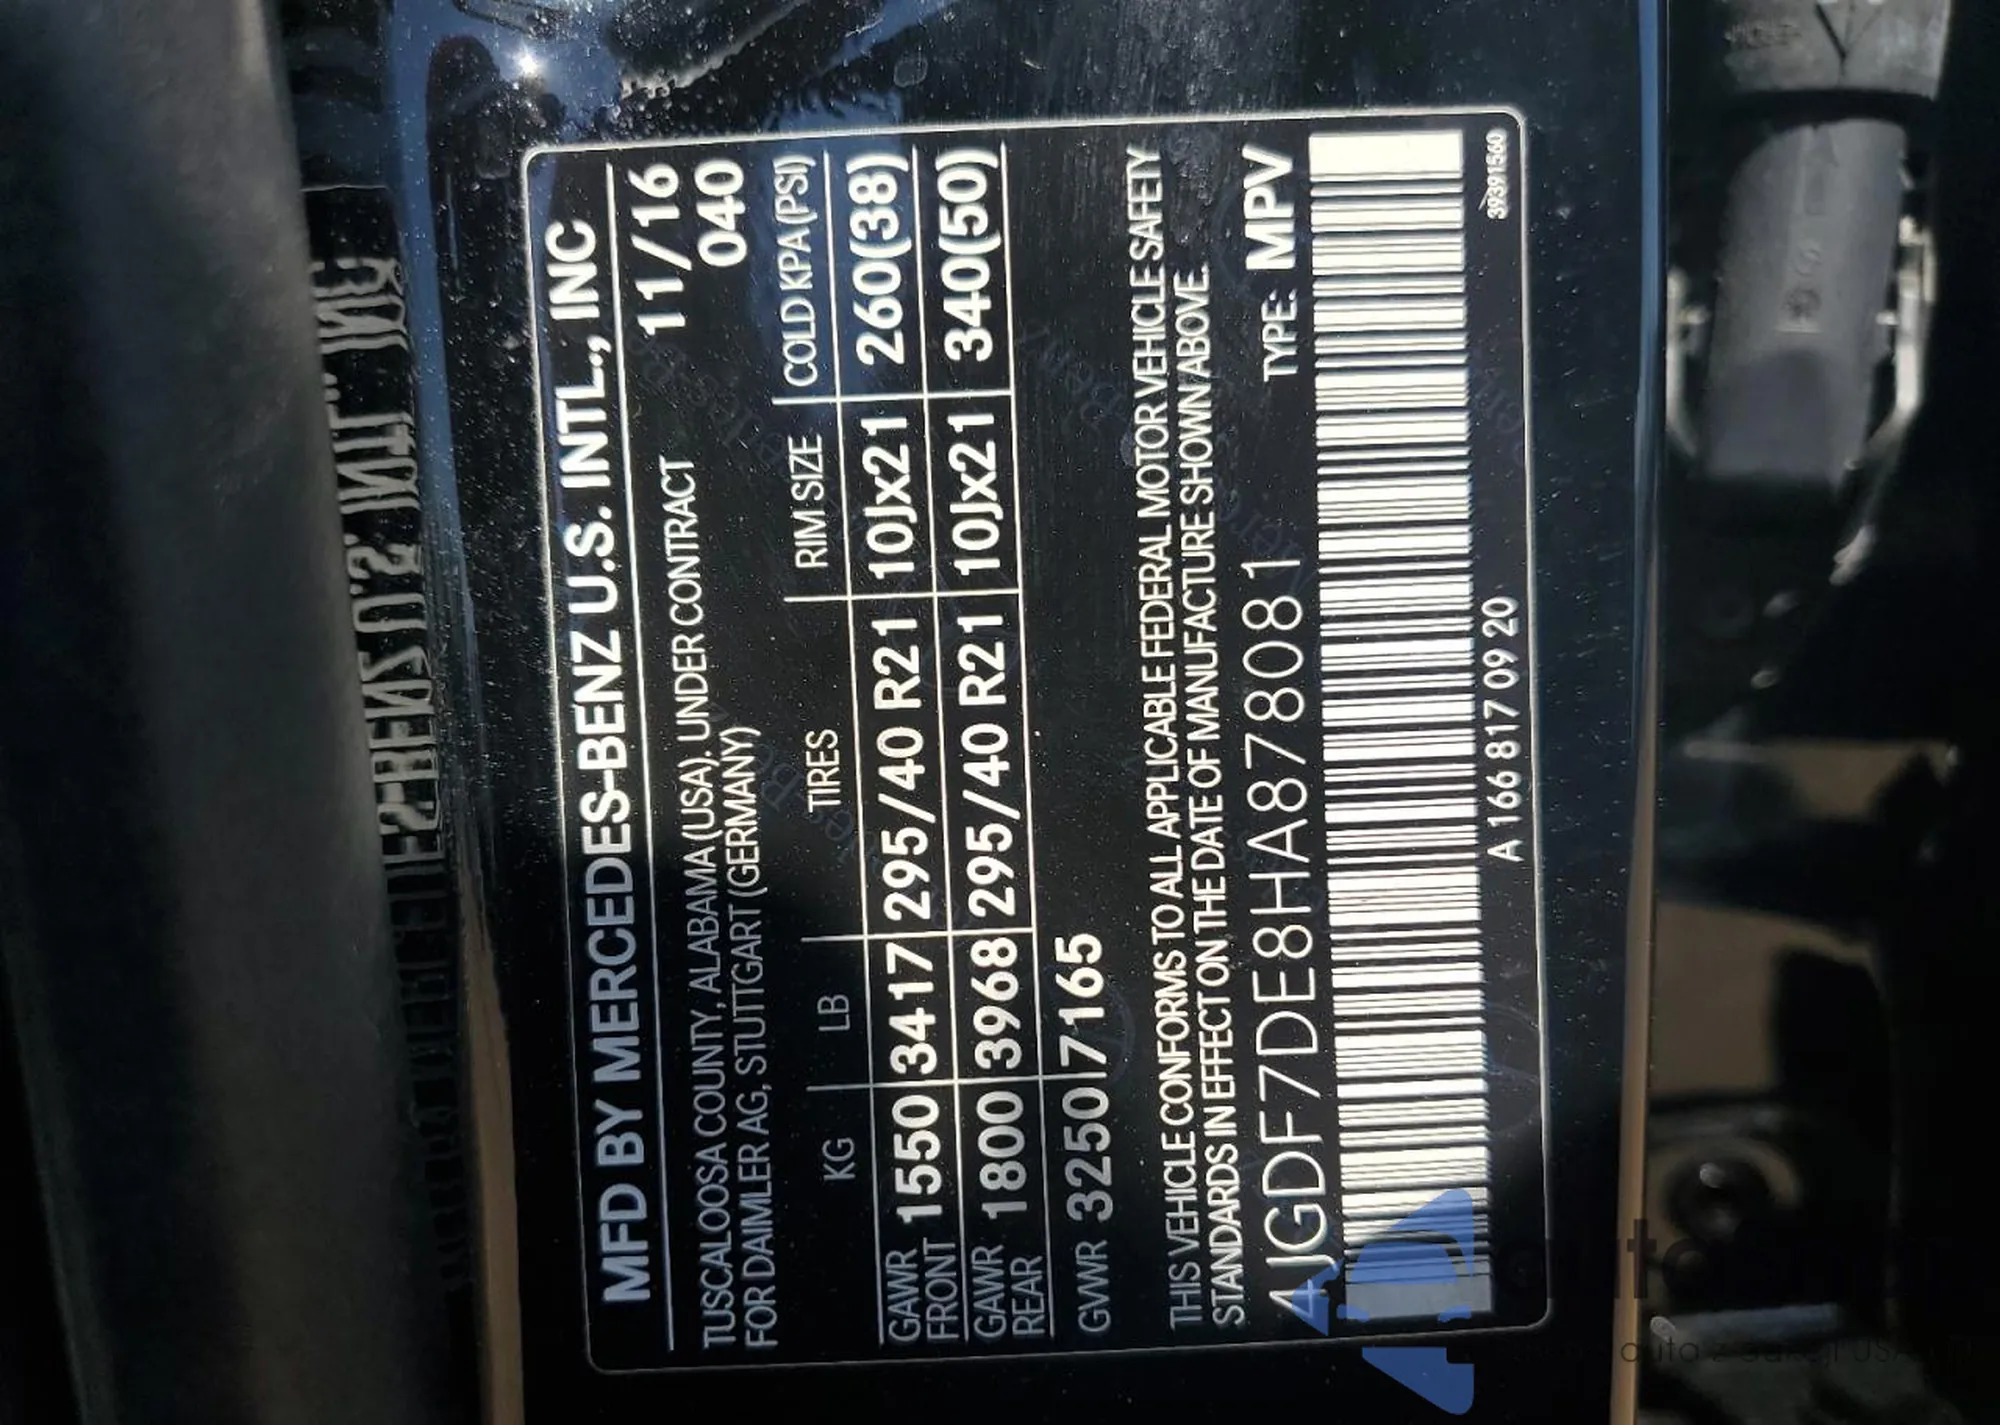 MFD BY MERCEDES-BENZ U.S. INTL., INC
11/16
TUSCALOOSA COUNTY, ALABAMA (USA). UNDER CONTRACT
040
FOR DAIMLER AG, STUTTGART (GERMANY)
KG LB TIRES RIM SIZE COLD KPA (PSI)
GAWR FRONT 1550 3417 295/40 R21 10Jx21 260(38)
GAWR REAR 1800 3968 295/40 R21 10Jx21 340(50)
GVWR 3250 7165
THIS VEHICLE CONFORMS TO ALL APPLICABLE FEDERAL MOTOR VEHICLE SAFETY
STANDARDS IN EFFECT ON THE DATE OF MANUFACTURE SHOWN ABOVE.
4JGDF7DE8HA878081 TYPE: MPV
A 166 817 09 20
39391560